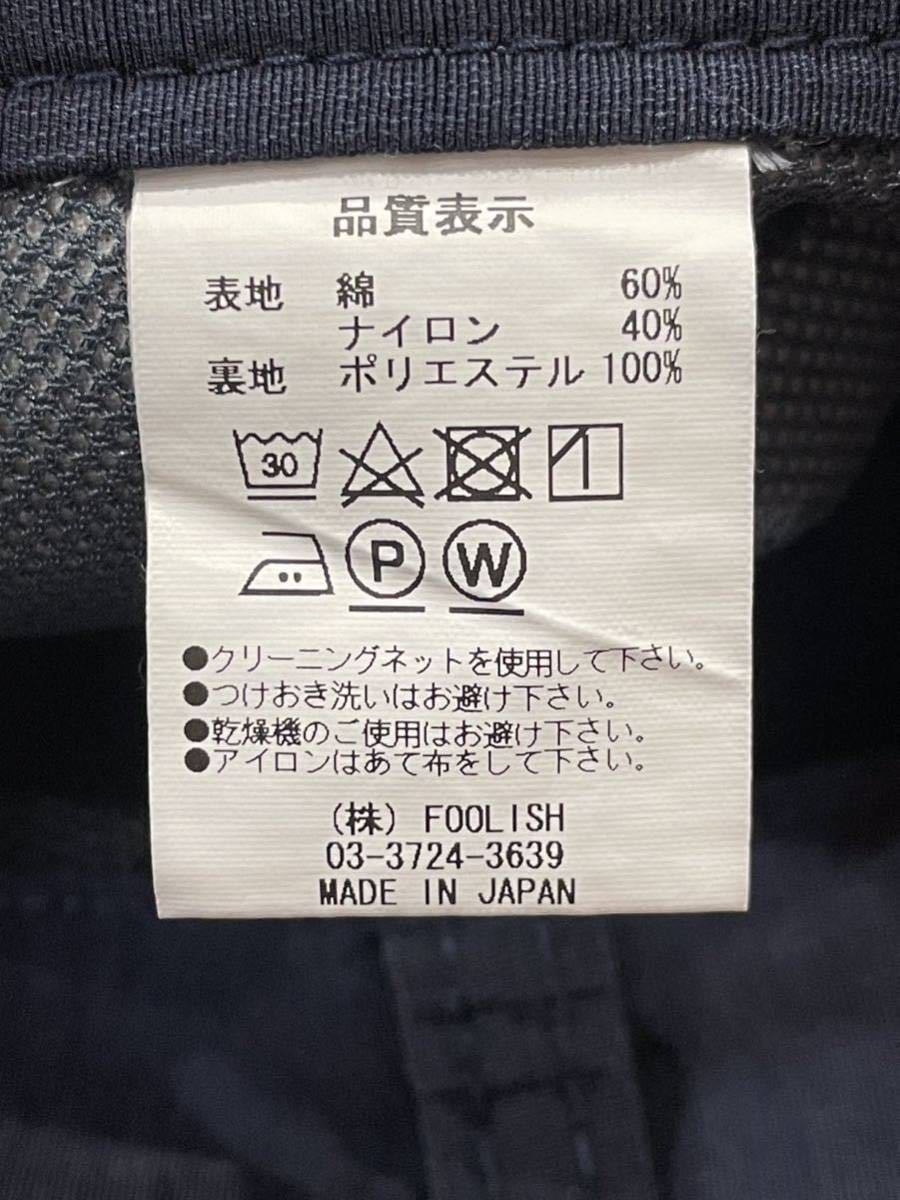 品質表示
表地 綿 60%
ナイロン 40%
裏地 ポリエステル 100%
30
P W
●クリーニングネットを使用して下さい。
●つけおき洗いはお避け下さい。
●乾燥機のご使用はお避け下さい。
●アイロンはあて布をして下さい。
(株) FOOLISH
03-3724-3639
MADE IN JAPAN